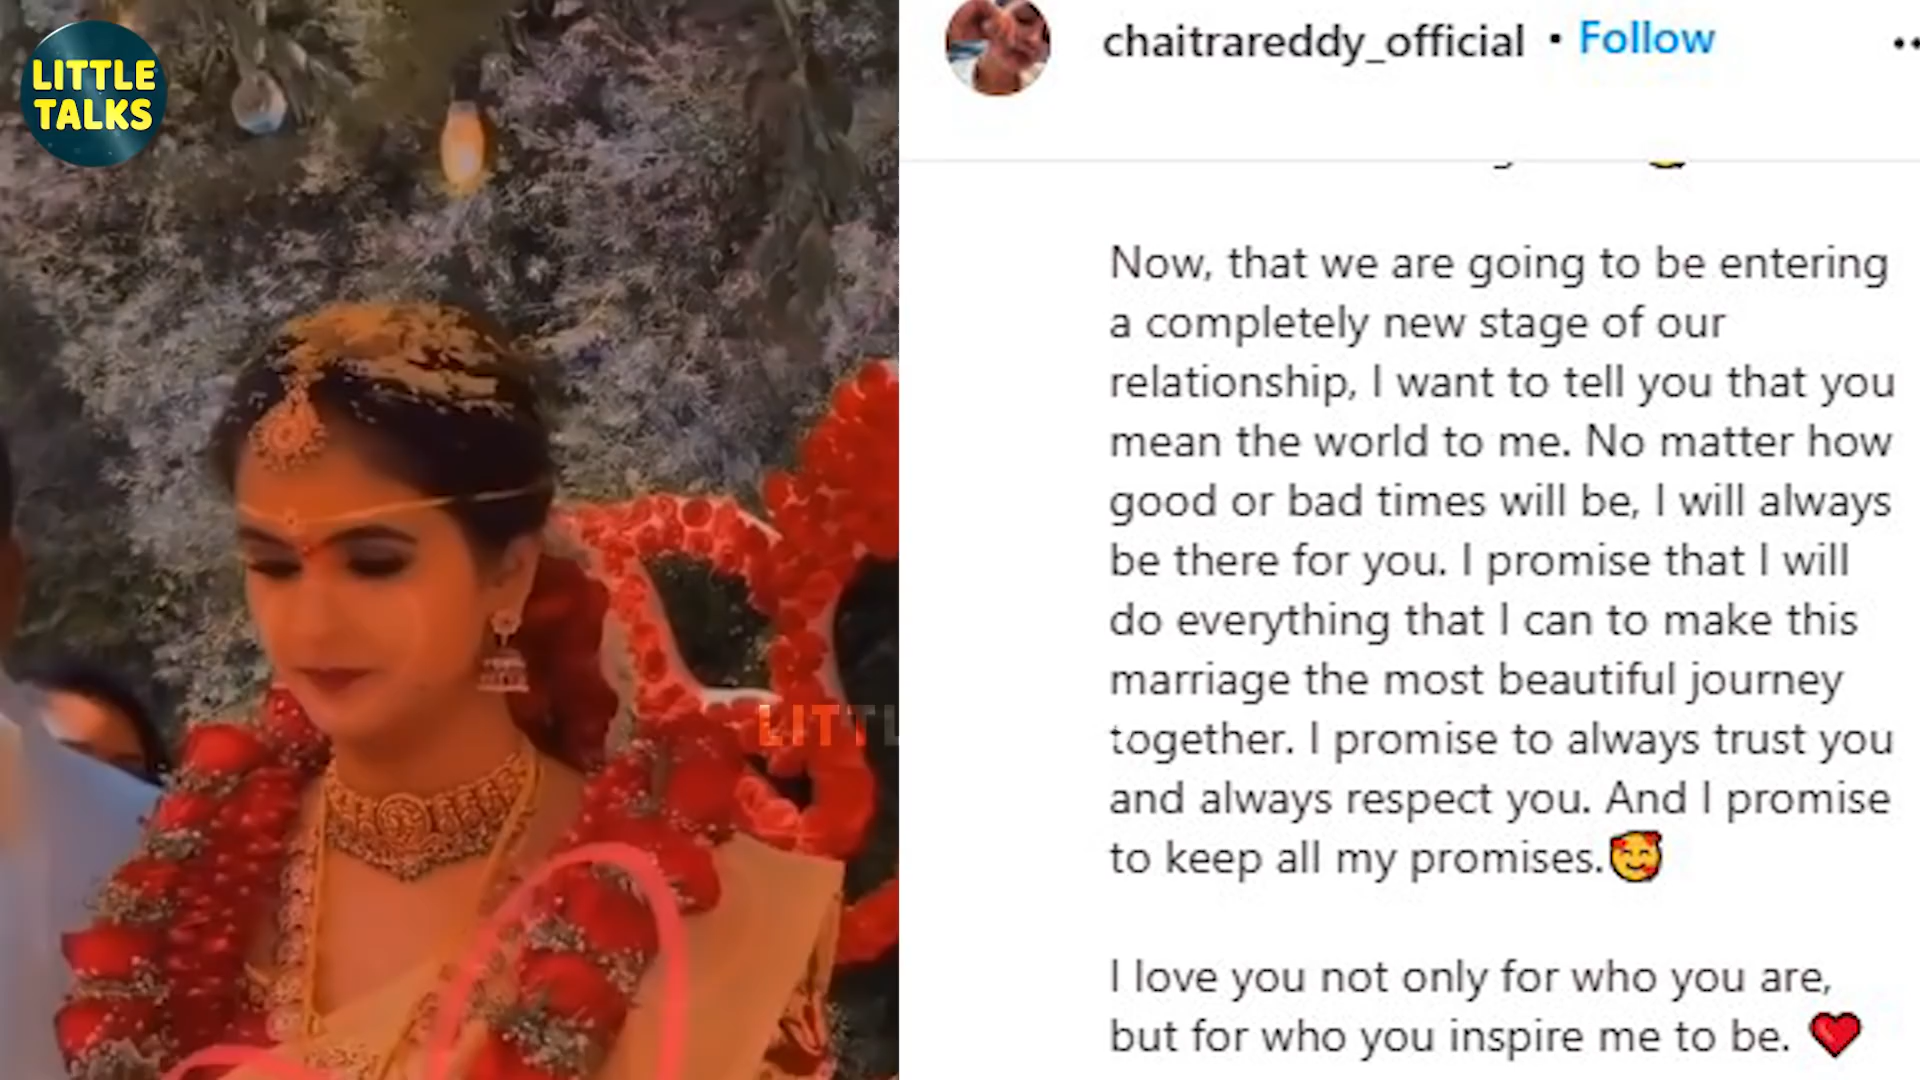 LITTLE
TALKS
chaitrareddy_official • Follow
Now, that we are going to be entering
a completely new stage of our
relationship, I want to tell you that you
mean the world to me. No matter how
good or bad times will be, I will always
be there for you. I promise that I will
do everything that I can to make this
marriage the most beautiful journey
together. I promise to always trust you
and always respect you. And I promise
to keep all my promises.🥰
I love you not only for who you are,
but for who you inspire me to be. ❤️
LITTL